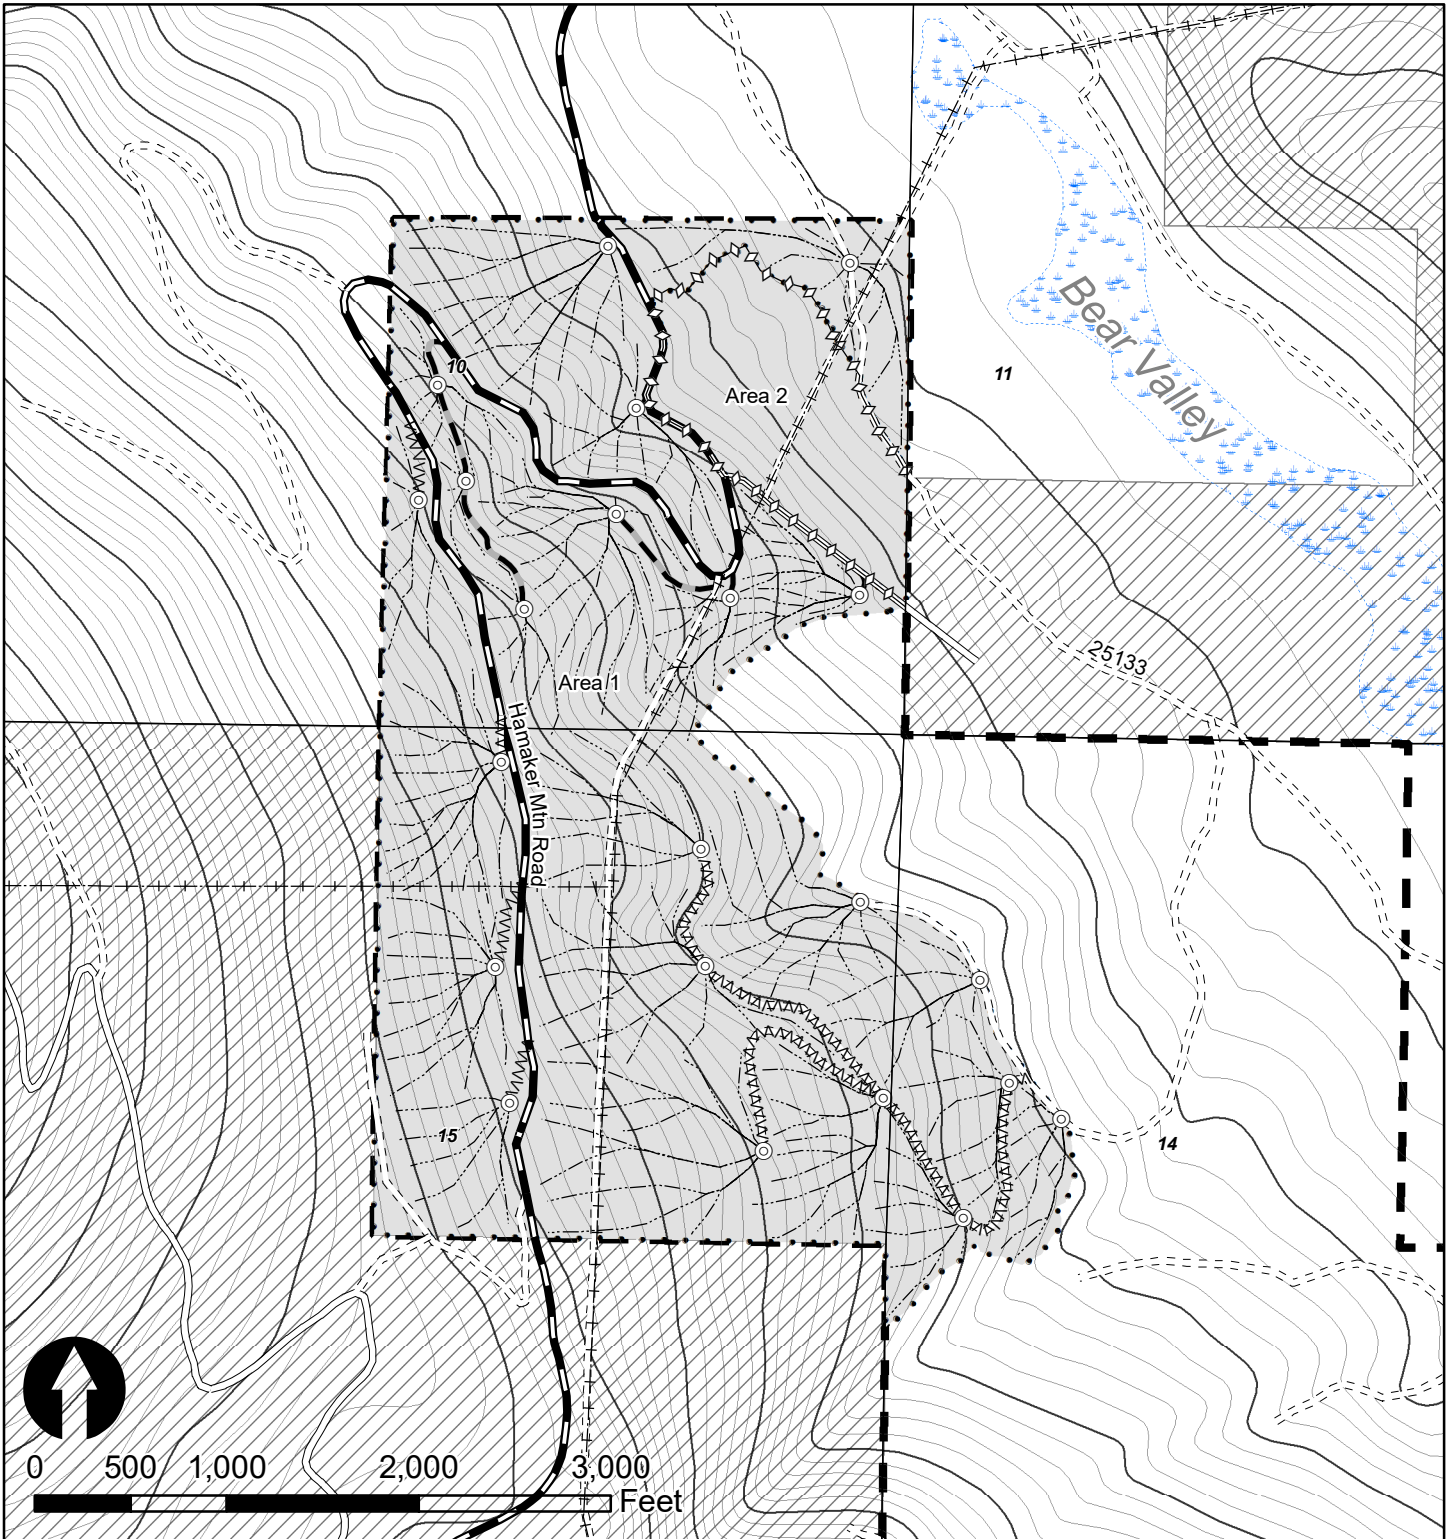 Bear Valley
10
11
Area 2
25133
Area 1
Hamaker Mtn Road
15
14
0 500 1,000 2,000 3,000
Feet